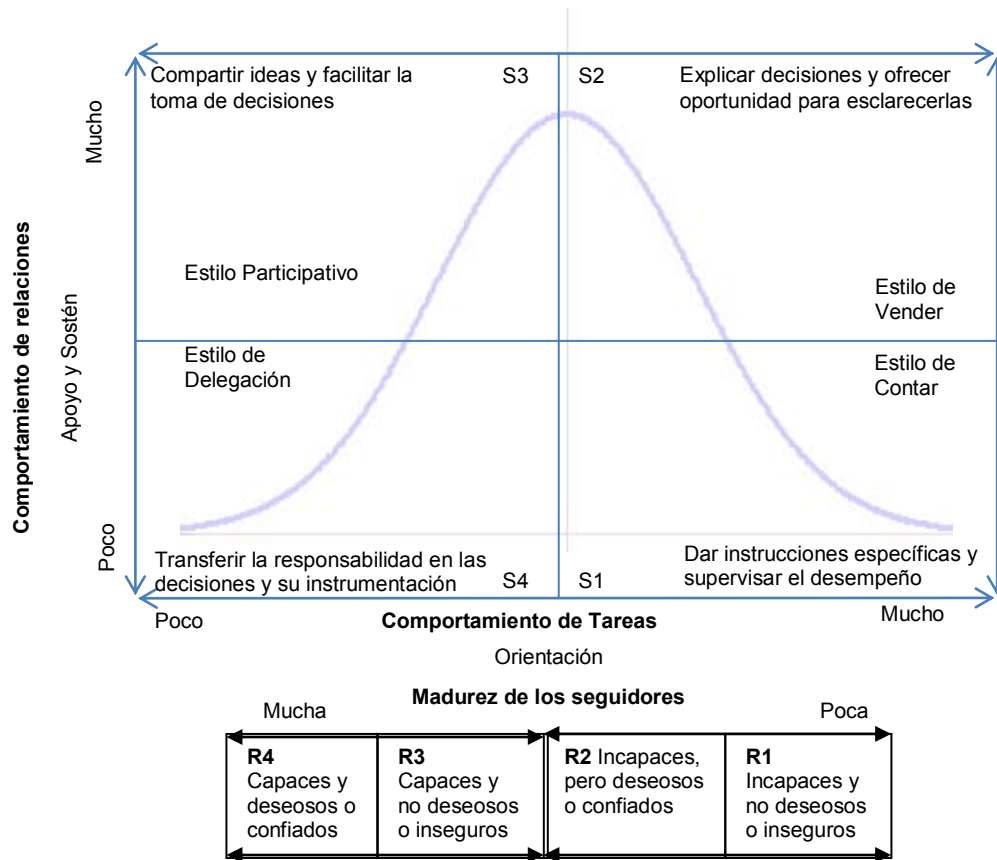 Compartir ideas y facilitar la
toma de decisiones
S3
S2
Explicar decisiones y ofrecer
oportunidad para esclarecerlas
Mucho
Comportamiento de relaciones
Apoyo y Sostén
Poco
Estilo Participativo
Estilo de
Vender
Estilo de
Delegación
Estilo de
Contar
Transferir la responsabilidad en las
decisiones y su instrumentación
S4
S1
Dar instrucciones específicas y
supervisar el desempeño
Poco
Comportamiento de Tareas
Mucho
Orientación
Madurez de los seguidores
Mucha
Poca
R4
Capaces y
deseosos o
confiados
R3
Capaces y
no deseosos
o inseguros
R2 Incapaces,
pero deseosos
o confiados
R1
Incapaces y
no deseosos
o inseguros